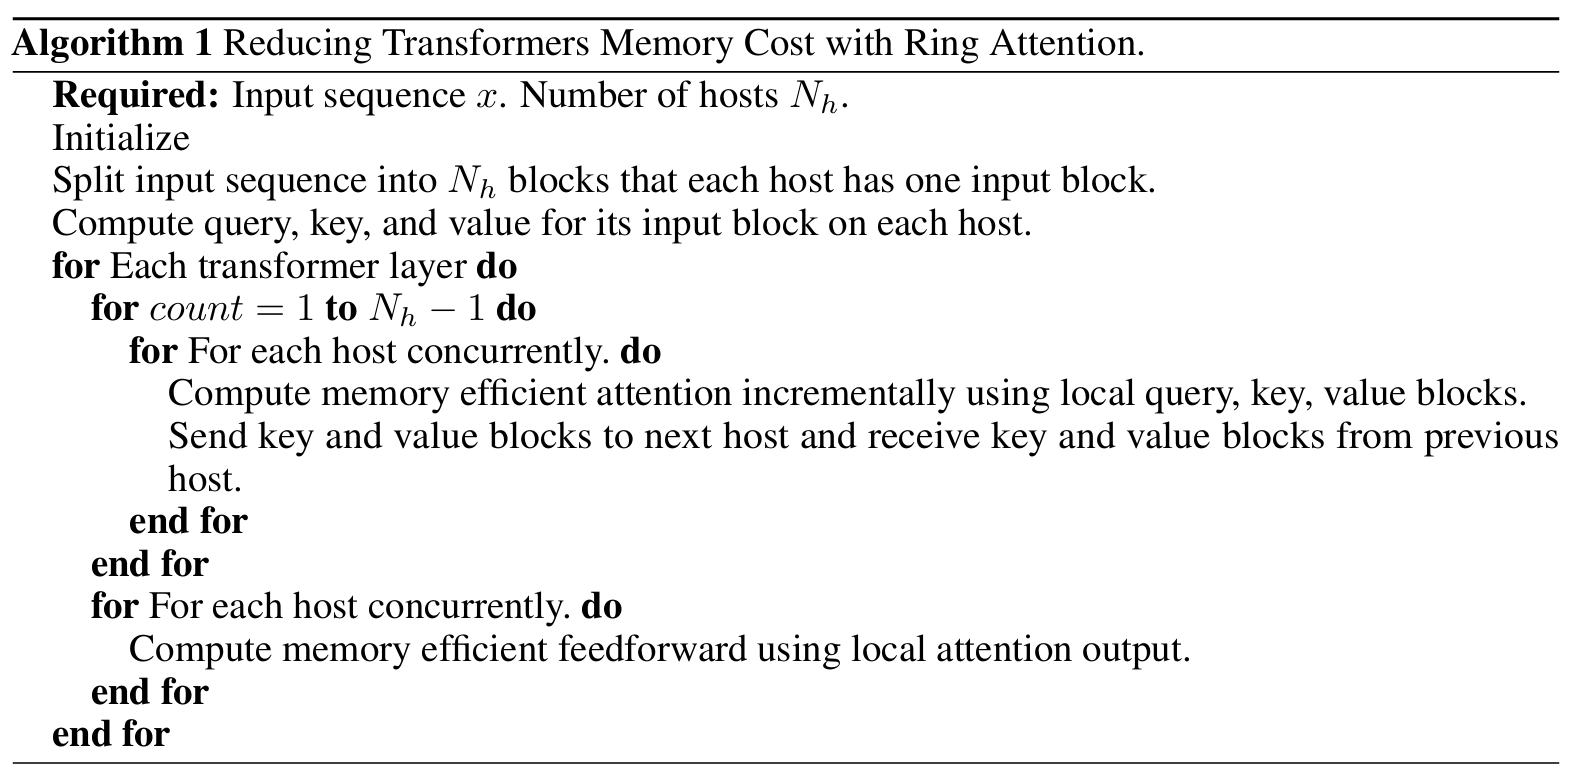 Algorithm 1 Reducing Transformers Memory Cost with Ring Attention.
Required: Input sequence x. Number of hosts N_h.
Initialize
Split input sequence into N_h blocks that each host has one input block.
Compute query, key, and value for its input block on each host.
for Each transformer layer do
for count = 1 to N_h − 1 do
for For each host concurrently. do
Compute memory efficient attention incrementally using local query, key, value blocks.
Send key and value blocks to next host and receive key and value blocks from previous
host.
end for
end for
for For each host concurrently. do
Compute memory efficient feedforward using local attention output.
end for
end for